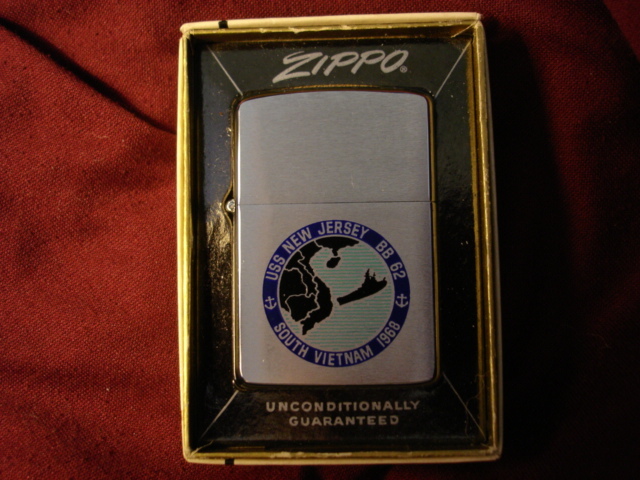 ZIPPO®
USS NEW JERSEY BB 62
SOUTH VIETNAM 1968
UNCONDITIONALLY
GUARANTEED